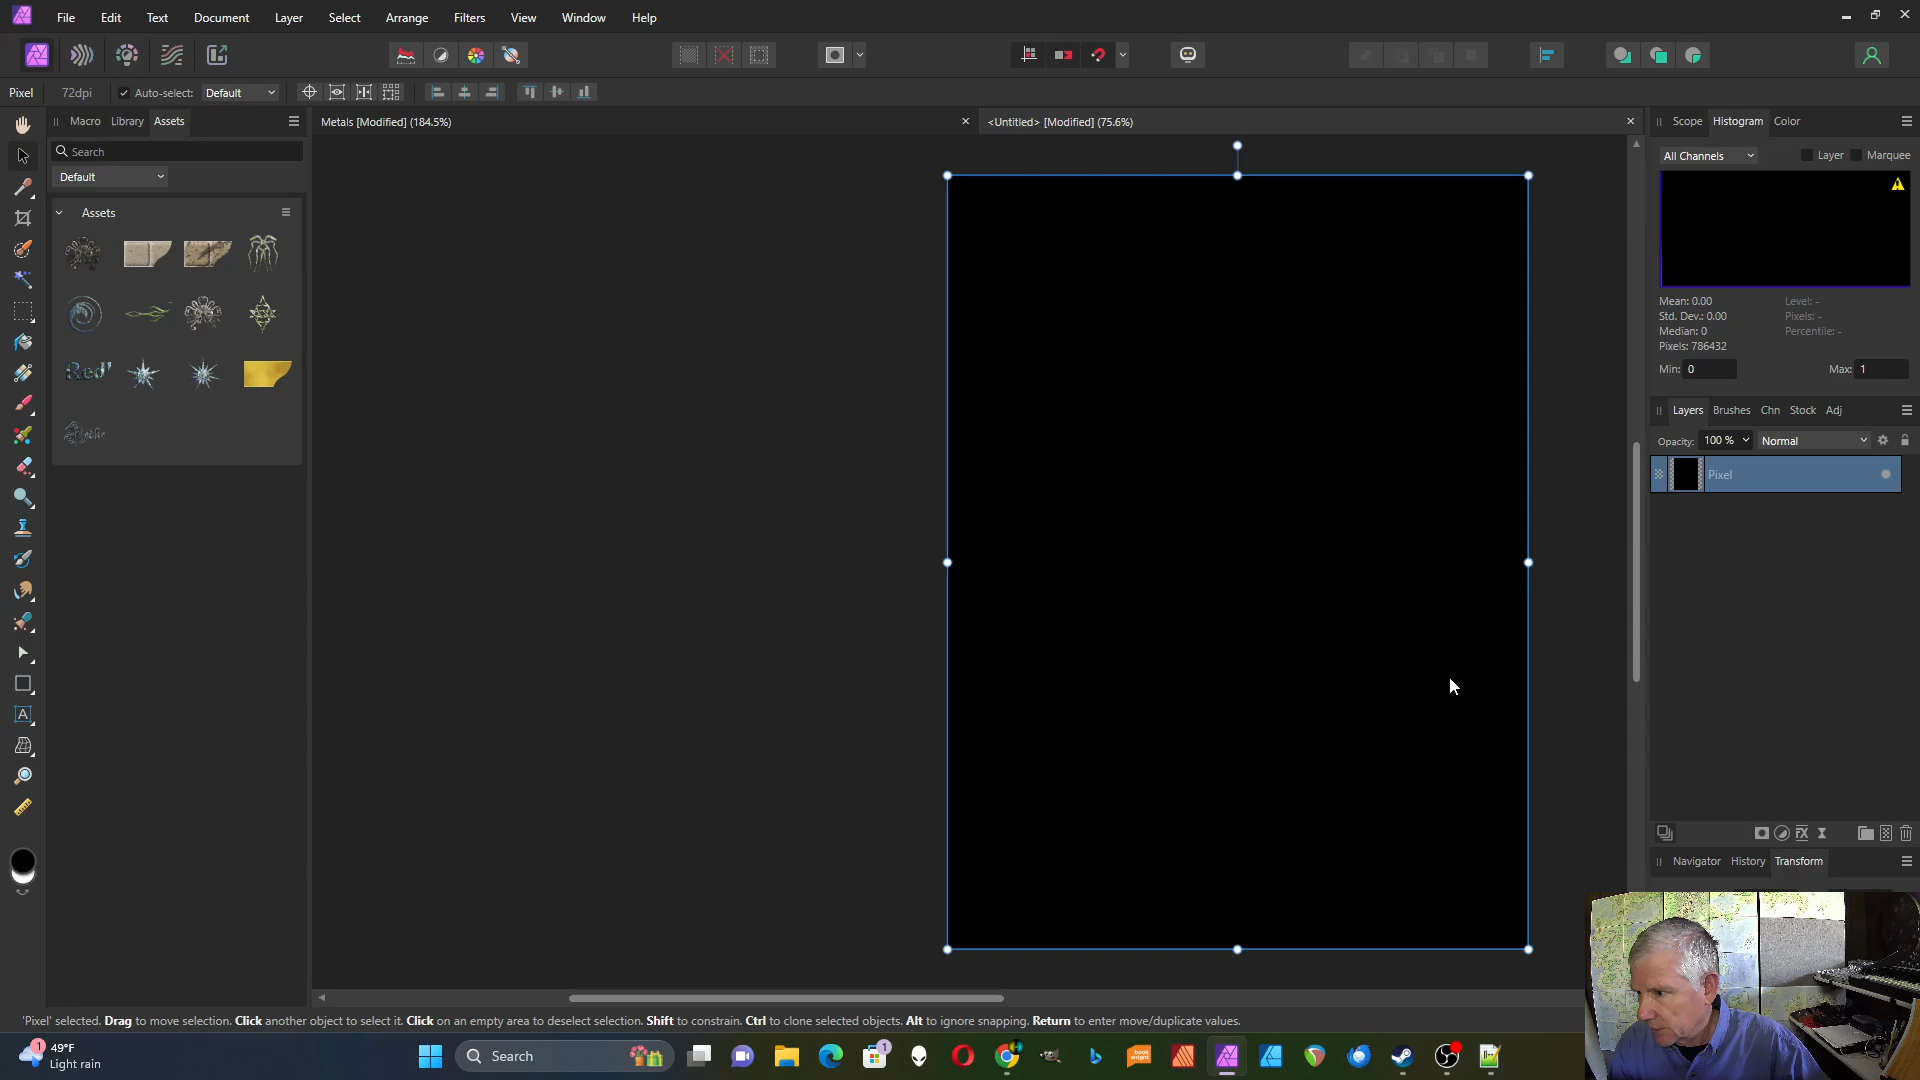 File Edit Text Document Layer Select Arrange Filters View Window Help
Pixel 72dpi Auto-select: Default
Macro Library Assets
Metals [Modified] (184.5%)
<Untitled> [Modified] (75.6%)
Scope Histogram Color
Search
All Channels Layer Marquee
Default
Assets
Mean: 0.00 Level: -
Std. Dev.: 0.00 Pixels: -
Median: 0 Percentile: -
Pixels: 786432
Min: 0 Max: 1
Red
Layers Brushes Chn Stock Adj
Opacity: 100 % Normal
Pixel
A
Navigator History Transform
'Pixel' selected. Drag to move selection. Click another object to select it. Click on an empty area to deselect selection. Shift to constrain. Ctrl to clone selected objects. Alt to ignore snapping. Return to enter move/duplicate values.
1
49°F
Light rain
Search
1
book wright